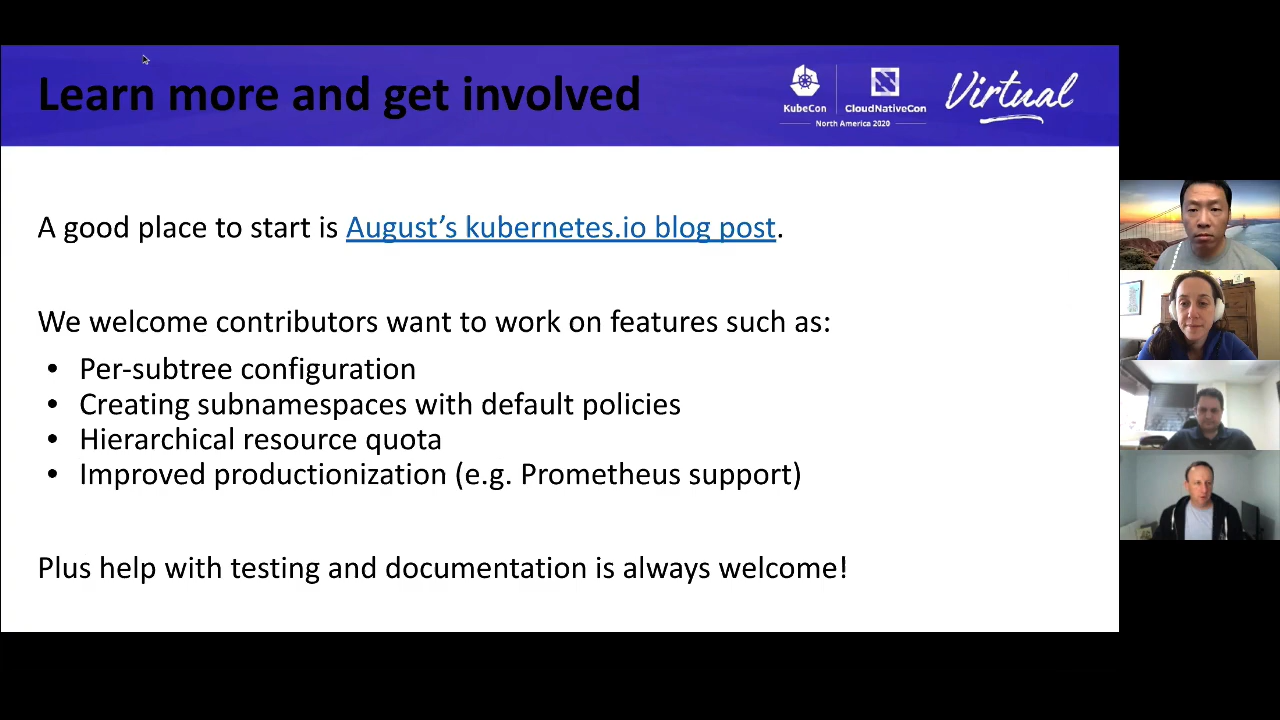 Learn more and get involved
KubeCon
CloudNativeCon
North America 2020
Virtual
A good place to start is August’s kubernetes.io blog post.
We welcome contributors want to work on features such as:
• Per-subtree configuration
• Creating subnamespaces with default policies
• Hierarchical resource quota
• Improved productionization (e.g. Prometheus support)
Plus help with testing and documentation is always welcome!